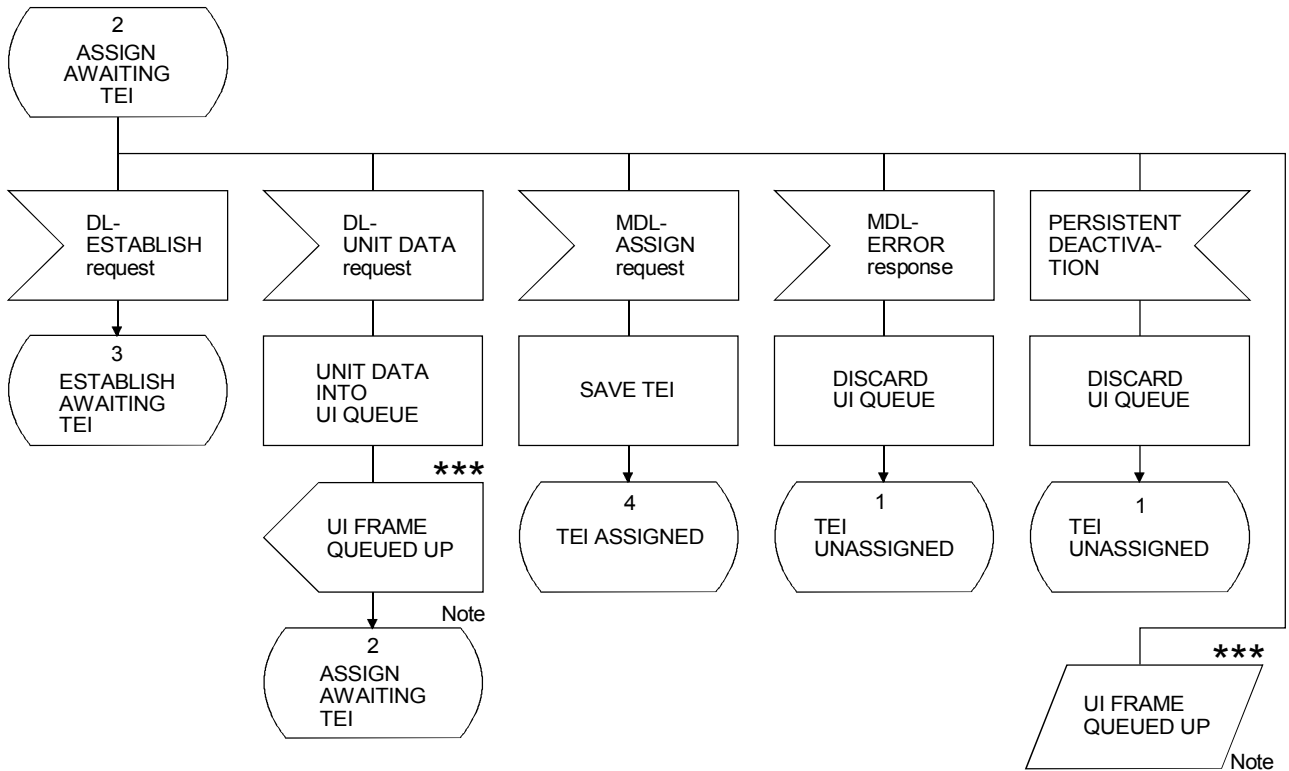 2
ASSIGN
AWAITING
TEI
DL-
ESTABLISH
request
DL-
UNIT DATA
request
MDL-
ASSIGN
request
MDL-
ERROR
response
PERSISTENT
DEACTIVA-
TION
3
ESTABLISH
AWAITING
TEI
UNIT DATA
INTO
UI QUEUE
SAVE TEI
DISCARD
UI QUEUE
DISCARD
UI QUEUE
***
UI FRAME
QUEUED UP
Note
4
TEI ASSIGNED
1
TEI
UNASSIGNED
1
TEI
UNASSIGNED
2
ASSIGN
AWAITING
TEI
***
UI FRAME
QUEUED UP
Note